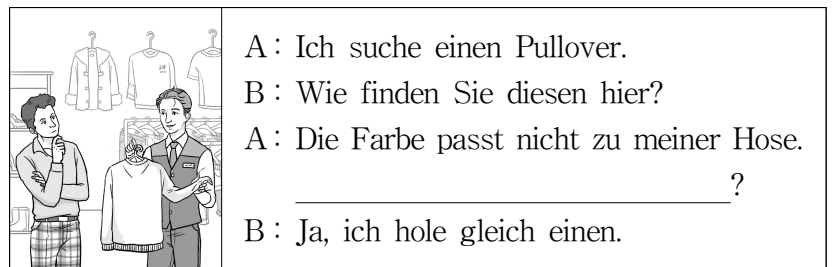 A : Ich suche einen Pullover.
B : Wie finden Sie diesen hier?
A : Die Farbe passt nicht zu meiner Hose.
?
B : Ja, ich hole gleich einen.